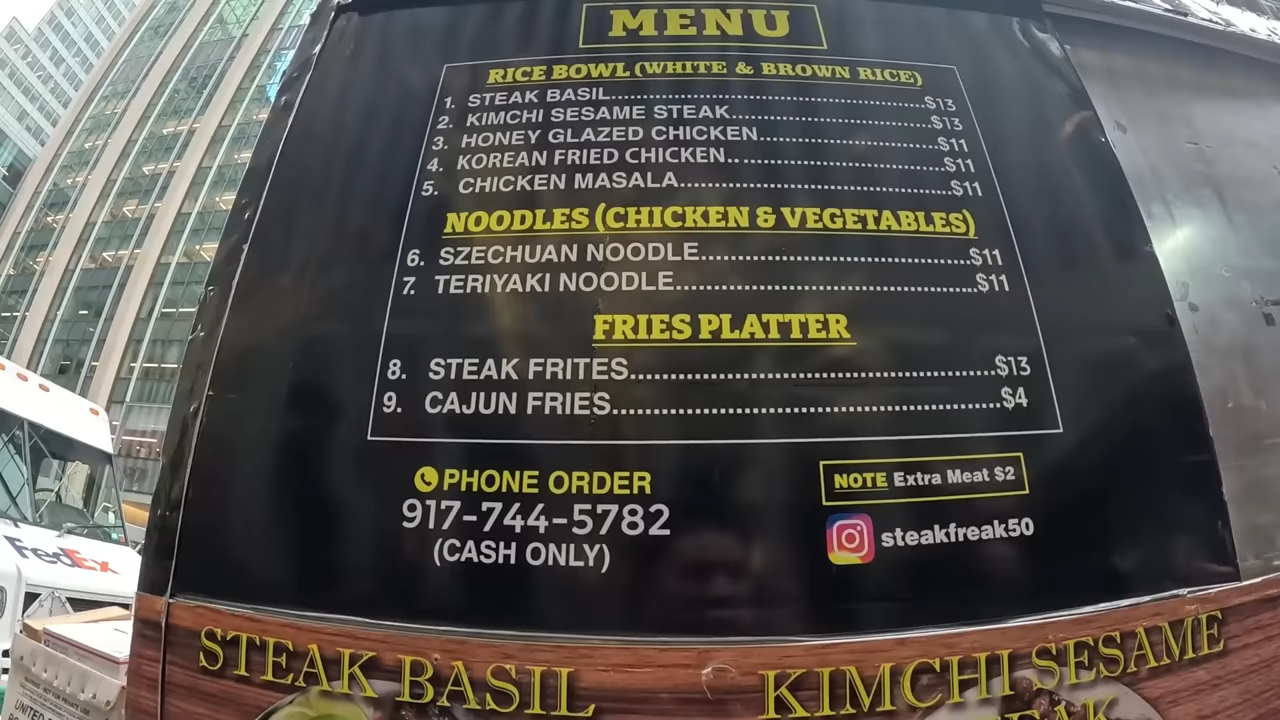 MENU
RICE BOWL (WHITE & BROWN RICE)
1. STEAK BASIL..................................................$13
2. KIMCHI SESAME STEAK..............................$13
3. HONEY GLAZED CHICKEN..........................$11
4. KOREAN FRIED CHICKEN..............................$11
5. CHICKEN MASALA........................................$11
NOODLES (CHICKEN & VEGETABLES)
6. SZECHUAN NOODLE....................................$11
7. TERIYAKI NOODLE........................................$11
FRIES PLATTER
8. STEAK FRITES................................................$13
9. CAJUN FRIES..................................................$4
PHONE ORDER
917-744-5782
(CASH ONLY)
NOTE Extra Meat $2
steakfreak50
FedEx
STEAK BASIL
KIMCHI SESAME
STEAK
UNITED